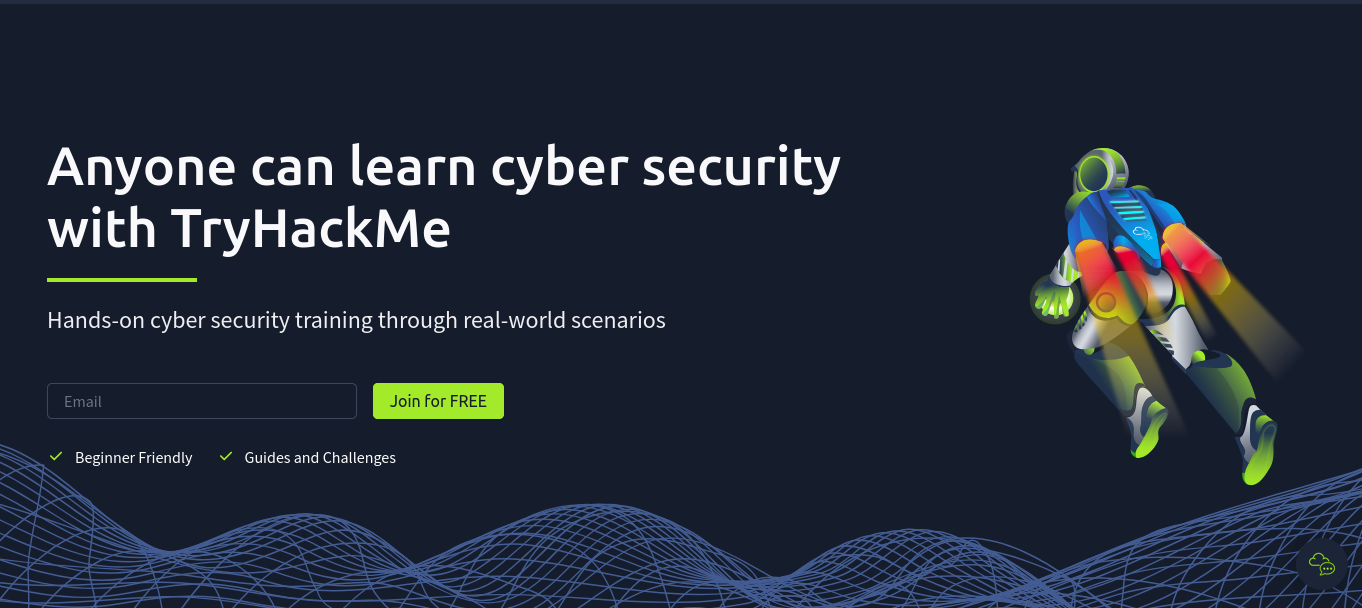 Anyone can learn cyber security
with TryHackMe
Hands-on cyber security training through real-world scenarios
Email
Join for FREE
Beginner Friendly
Guides and Challenges